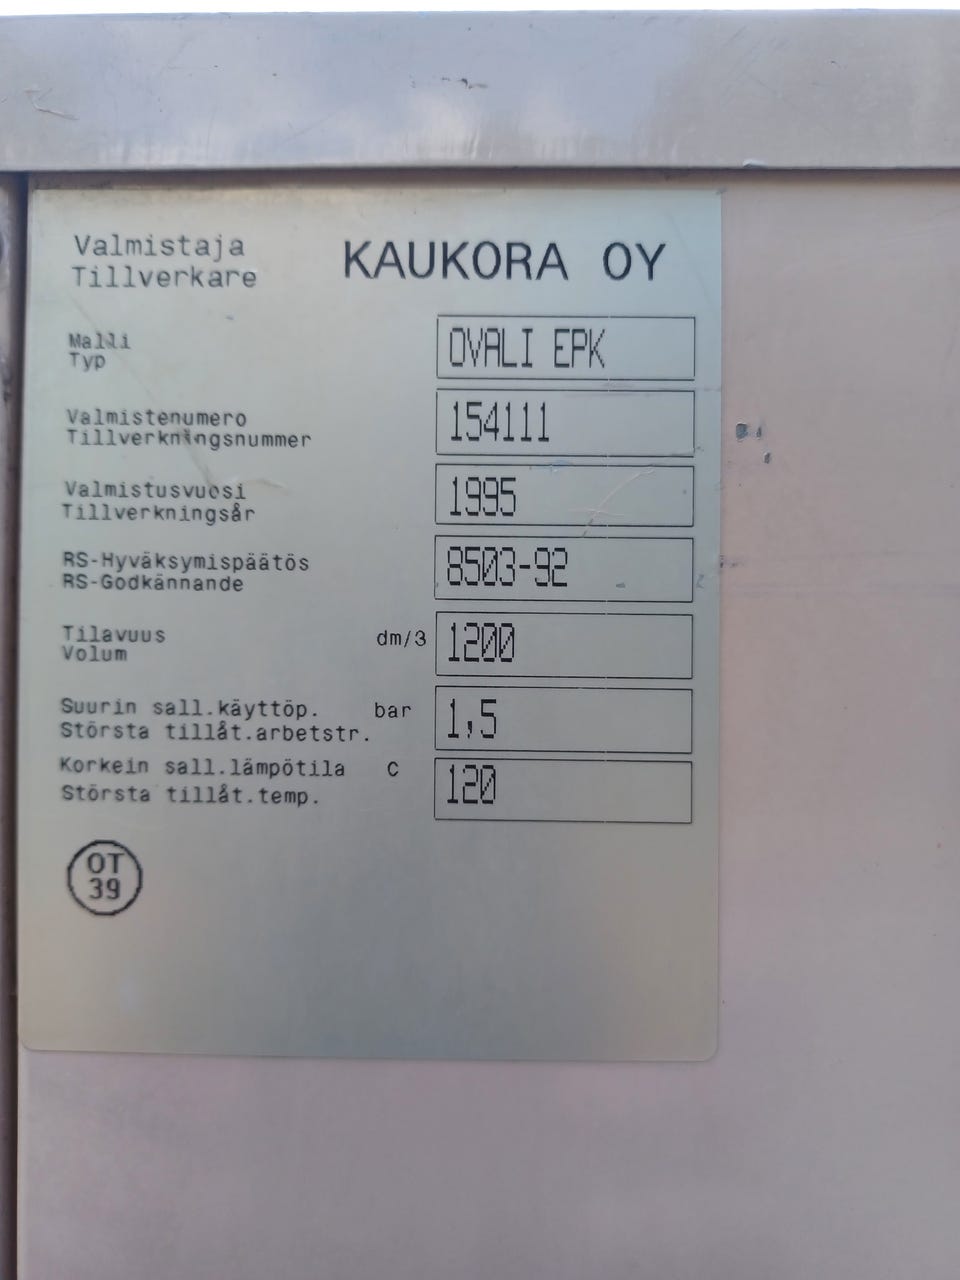 Valmistaja
Tillverkare
KAUKORA OY
Malli
Typ
OVALI EPK
Valmistenumero
Tillverkningsnummer
154111
Valmistusvuosi
Tillverkningsår
1995
RS-Hyväksymispäätös
RS-Godkännande
8503-92
Tilavuus
Volum
dm/3
1200
Suurin sall.käyttöp.
Största tillåt.arbetstr.
bar
1,5
Korkein sall.lämpötila
Största tillåt.temp.
C
120
OT
39